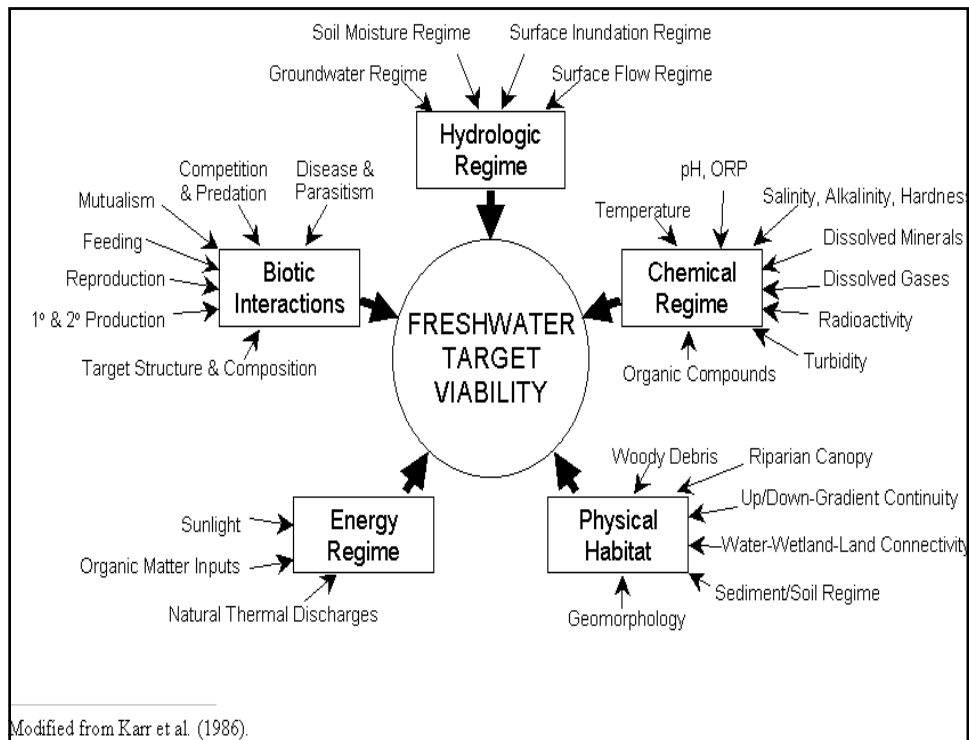 Soil Moisture Regime
Surface Inundation Regime
Groundwater Regime
Surface Flow Regime
Hydrologic
Regime
Competition
& Predation
Disease &
Parasitism
Mutualism
Feeding
Reproduction
1º & 2º Production
Target Structure & Composition
Biotic
Interactions
pH, ORP
Temperature
Salinity, Alkalinity, Hardness
Dissolved Minerals
Dissolved Gases
Radioactivity
Turbidity
Organic Compounds
Chemical
Regime
FRESHWATER
TARGET
VIABILITY
Sunlight
Organic Matter Inputs
Natural Thermal Discharges
Energy
Regime
Woody Debris
Riparian Canopy
Up/Down-Gradient Continuity
Water-Wetland-Land Connectivity
Sediment/Soil Regime
Geomorphology
Physical
Habitat
Modified from Karr et al. (1986).